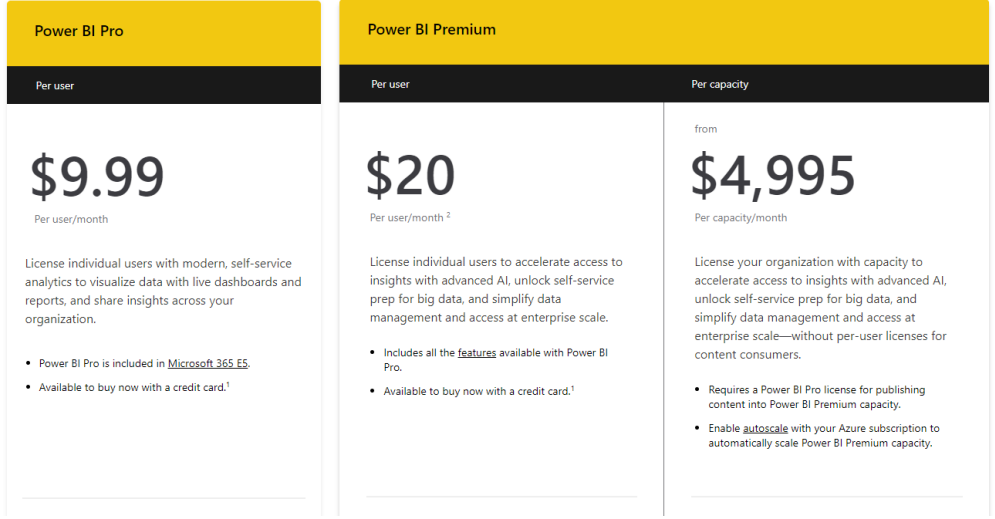 Power BI Pro
Per user
$9.99
Per user/month
License individual users with modern, self-service
analytics to visualize data with live dashboards and
reports, and share insights across your
organization.
• Power BI Pro is included in Microsoft 365 E5.
• Available to buy now with a credit card.1
Power BI Premium
Per user
$20
Per user/month 2
License individual users to accelerate access to
insights with advanced AI, unlock self-service
prep for big data, and simplify data
management and access at enterprise scale.
• Includes all the features available with Power BI
Pro.
• Available to buy now with a credit card.1
Per capacity
from
$4,995
Per capacity/month
License your organization with capacity to
accelerate access to insights with advanced AI,
unlock self-service prep for big data, and
simplify data management and access at
enterprise scale—without per-user licenses for
content consumers.
• Requires a Power BI Pro license for publishing
content into Power BI Premium capacity.
• Enable autoscale with your Azure subscription to
automatically scale Power BI Premium capacity.